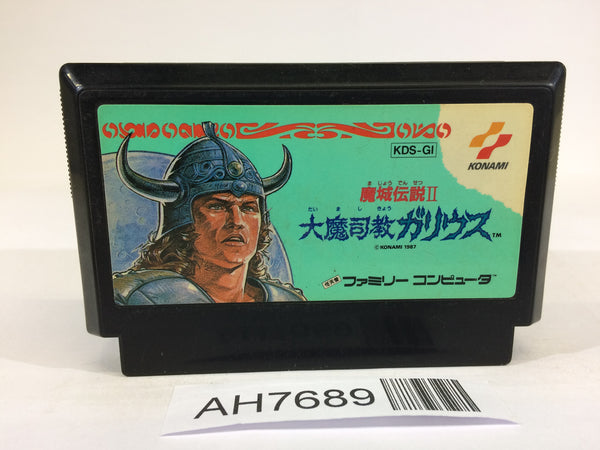 KDS-GI
KONAMI
まじょうでんせつ
魔城伝説II
だいましきょう
大魔司教ガリウス™
©KONAMI 1987
任天堂 ファミリー コンピュータ
AH7689